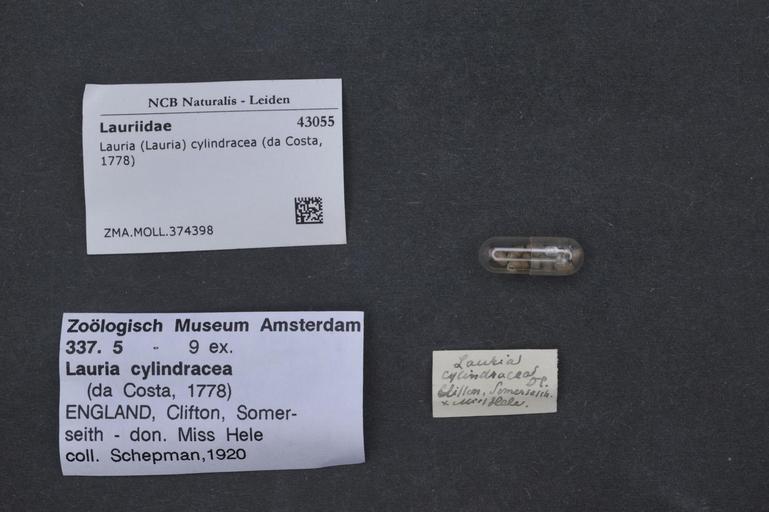 NCB Naturalis - Leiden
Lauriidae 43055
Lauria (Lauria) cylindracea (da Costa,
1778)
ZMA.MOLL.374398
Zoölogisch Museum Amsterdam
337. 5 - 9 ex.
Lauria cylindracea
(da Costa, 1778)
ENGLAND, Clifton, Somer-
seith - don. Miss Hele
coll. Schepman,1920
Lauria
cylindracea
Clifton, Somerseith.
Miss Hele.